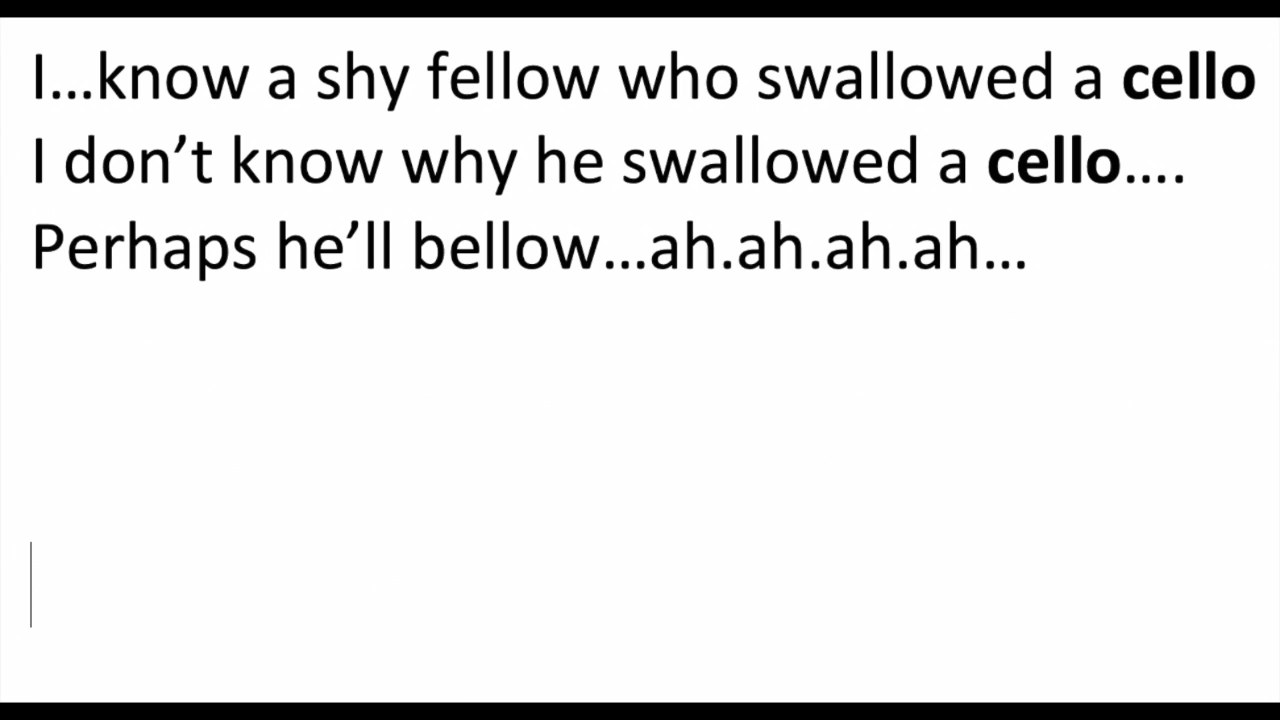 I…know a shy fellow who swallowed a cello
I don’t know why he swallowed a cello….
Perhaps he’ll bellow…ah.ah.ah.ah…